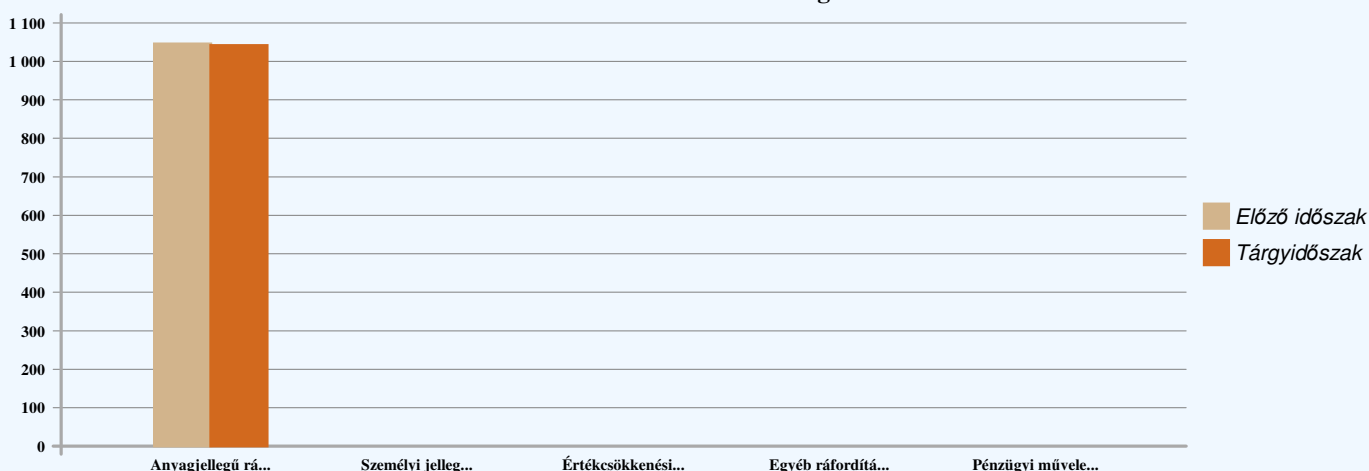 1 100
1 000
900
800
700
600
500
400
300
200
100
0
Anyagjellegű rá...
Személyi jelleg...
Értékcsökkenési...
Egyéb ráfordítá...
Pénzügyi művele...
Előző időszak
Tárgyidőszak